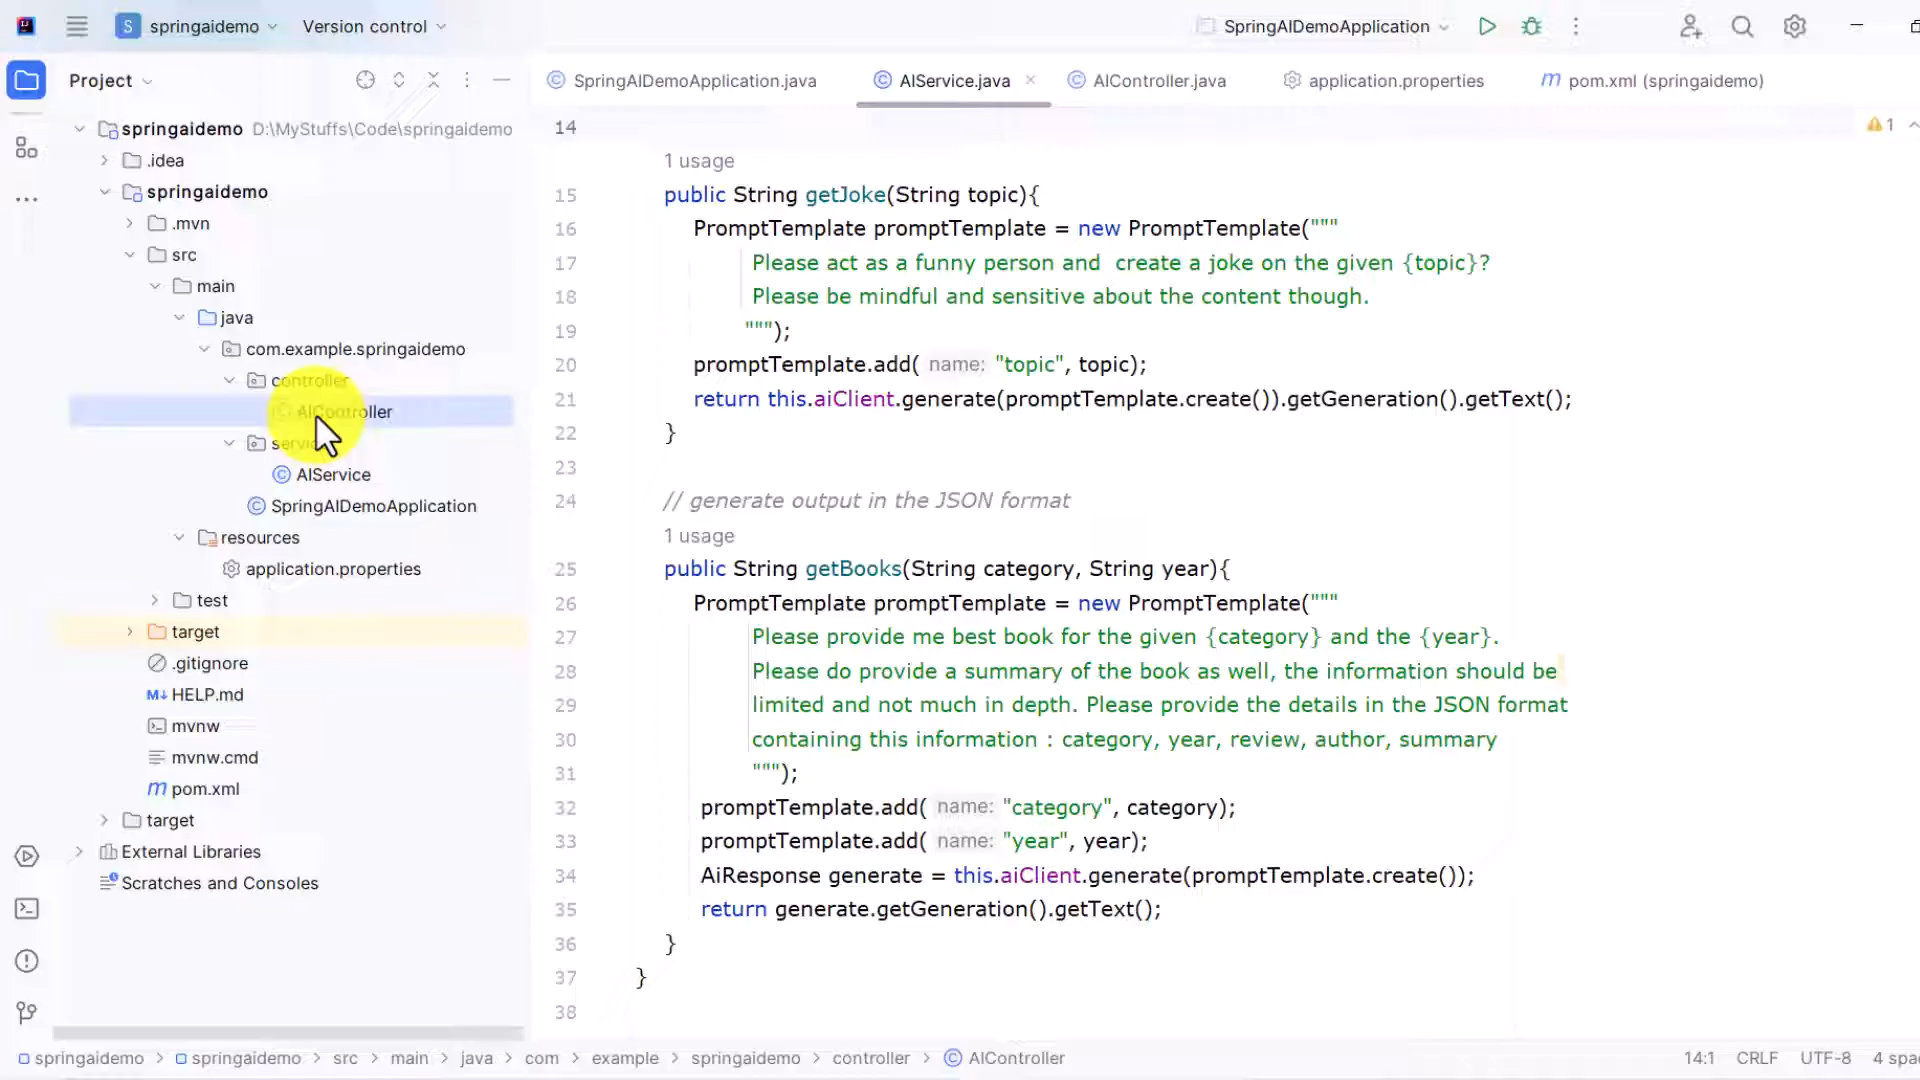 S springaidemo Version control SpringAIDemoApplication
Project
SpringAIDemoApplication.java AIService.java AIController.java application.properties m pom.xml (springaidemo)
springaidemo D:\MyStuffs\Code\springaidemo
.idea
springaidemo
.mvn
src
main
java
com.example.springaidemo
controller
AIController
AIService
SpringAIDemoApplication
resources
application.properties
test
target
.gitignore
M↓ HELP.md
mvnw
mvnw.cmd
m pom.xml
target
External Libraries
Scratches and Consoles
14
1
1 usage
15 public String getJoke(String topic){
16 PromptTemplate promptTemplate = new PromptTemplate("""
17 Please act as a funny person and  create a joke on the given {topic}?
18 Please be mindful and sensitive about the content though.
19 """);
20 promptTemplate.add( name: "topic", topic);
21 return this.aiClient.generate(promptTemplate.create()).getGeneration().getText();
22 }
23
24 // generate output in the JSON format
1 usage
25 public String getBooks(String category, String year){
26 PromptTemplate promptTemplate = new PromptTemplate("""
27 Please provide me best book for the given {category} and the {year}.
28 Please do provide a summary of the book as well, the information should be
29 limited and not much in depth. Please provide the details in the JSON format
30 containing this information : category, year, review, author, summary
31 """);
32 promptTemplate.add( name: "category", category);
33 promptTemplate.add( name: "year", year);
34 AiResponse generate = this.aiClient.generate(promptTemplate.create());
35 return generate.getGeneration().getText();
36 }
37 }
38
springaidemo > springaidemo > src > main > java > com > example > springaidemo > controller > AIController 14:1 CRLF UTF-8 4 spac